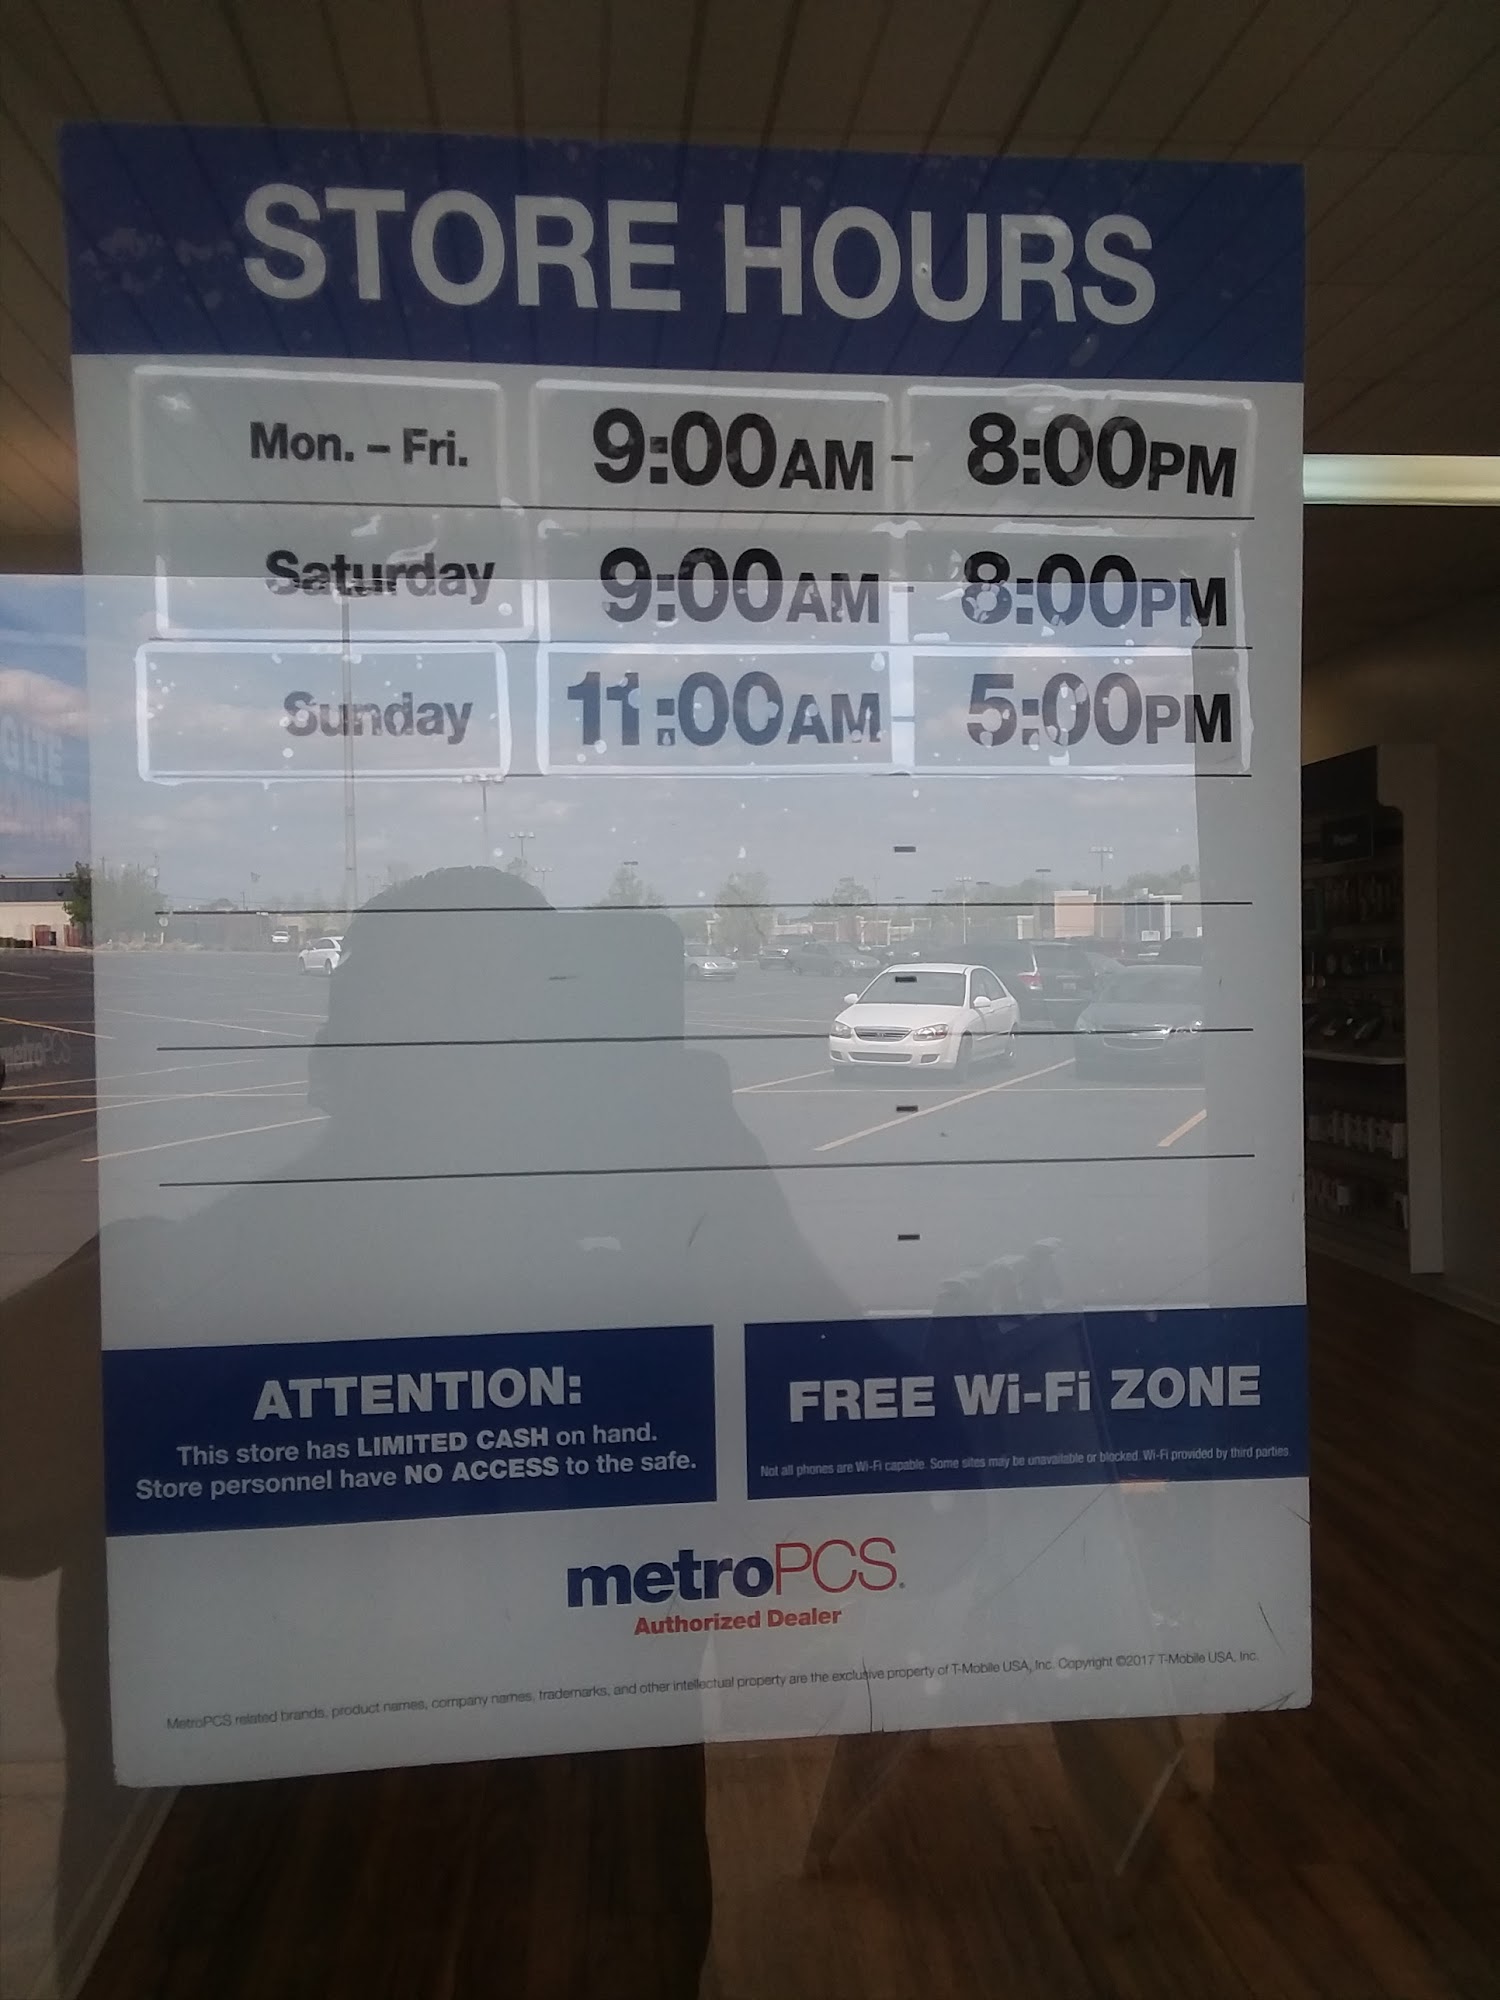 STORE HOURS
Mon. – Fri. 9:00AM - 8:00PM
Saturday 9:00AM - 8:00PM
Sunday 11:00AM - 5:00PM
ATTENTION:
This store has LIMITED CASH on hand.
Store personnel have NO ACCESS to the safe.
FREE Wi-Fi ZONE
Not all phones are Wi-Fi capable. Some sites may be unavailable or blocked. Wi-Fi provided by third parties.
metroPCS.
Authorized Dealer
MetroPCS related brands, product names, company names, trademarks, and other intellectual property are the exclusive property of T-Mobile USA, Inc. Copyright ©2017 T-Mobile USA, Inc.
G LTE
metroPCS